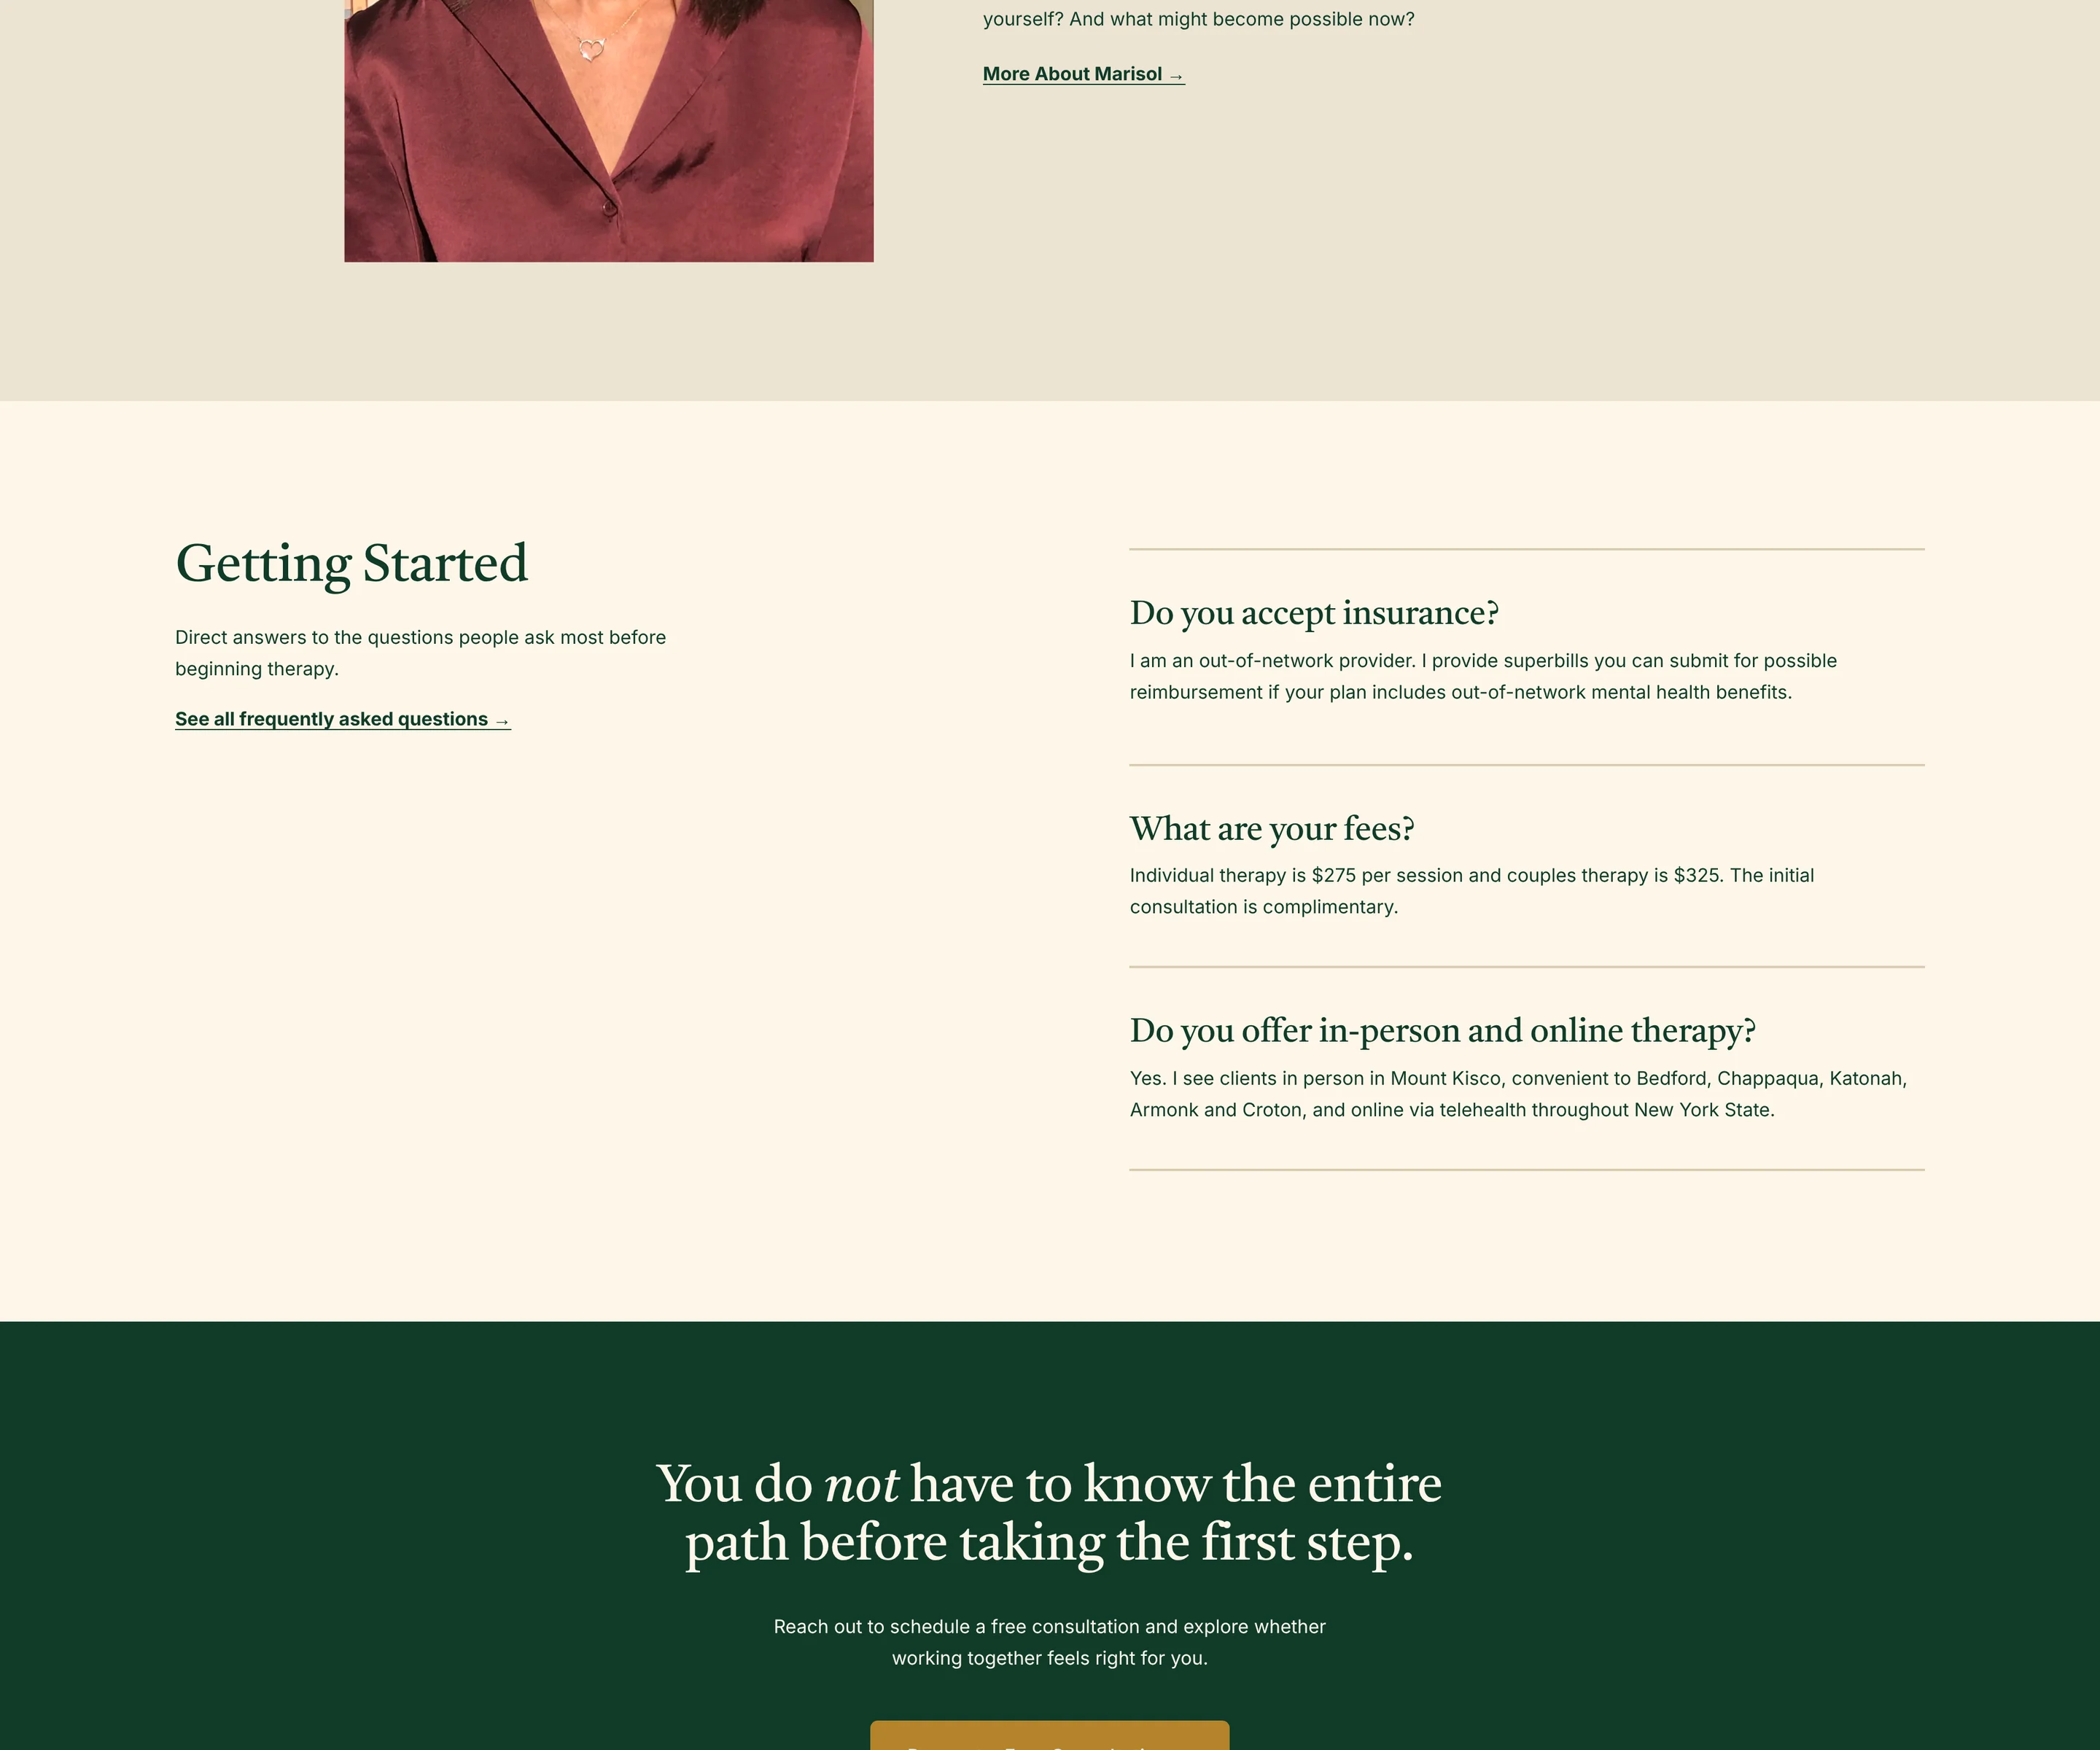 yourself? And what might become possible now?
More About Marisol →
Getting Started
Direct answers to the questions people ask most before
beginning therapy.
See all frequently asked questions →
Do you accept insurance?
I am an out-of-network provider. I provide superbills you can submit for possible
reimbursement if your plan includes out-of-network mental health benefits.
What are your fees?
Individual therapy is $275 per session and couples therapy is $325. The initial
consultation is complimentary.
Do you offer in-person and online therapy?
Yes. I see clients in person in Mount Kisco, convenient to Bedford, Chappaqua, Katonah,
Armonk and Croton, and online via telehealth throughout New York State.
You do not have to know the entire
path before taking the first step.
Reach out to schedule a free consultation and explore whether
working together feels right for you.